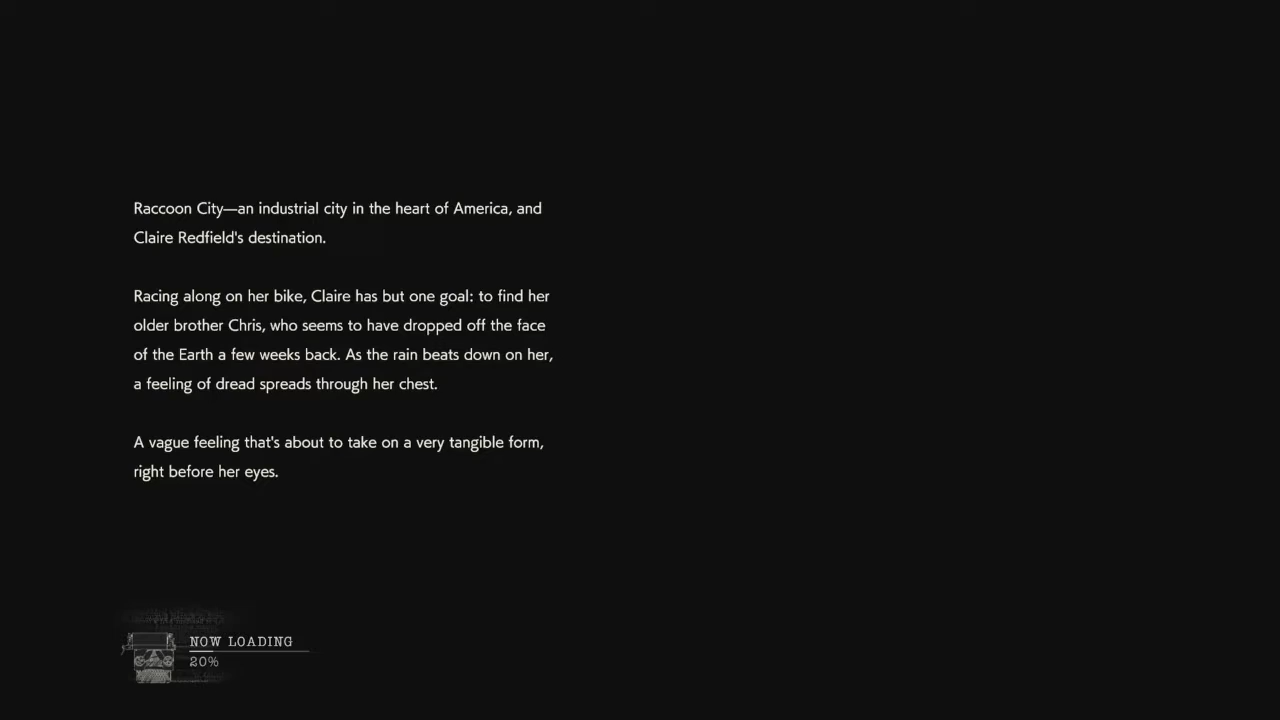 Raccoon City—an industrial city in the heart of America, and
Claire Redfield's destination.
Racing along on her bike, Claire has but one goal: to find her
older brother Chris, who seems to have dropped off the face
of the Earth a few weeks back. As the rain beats down on her,
a feeling of dread spreads through her chest.
A vague feeling that's about to take on a very tangible form,
right before her eyes.
NOW LOADING
20%